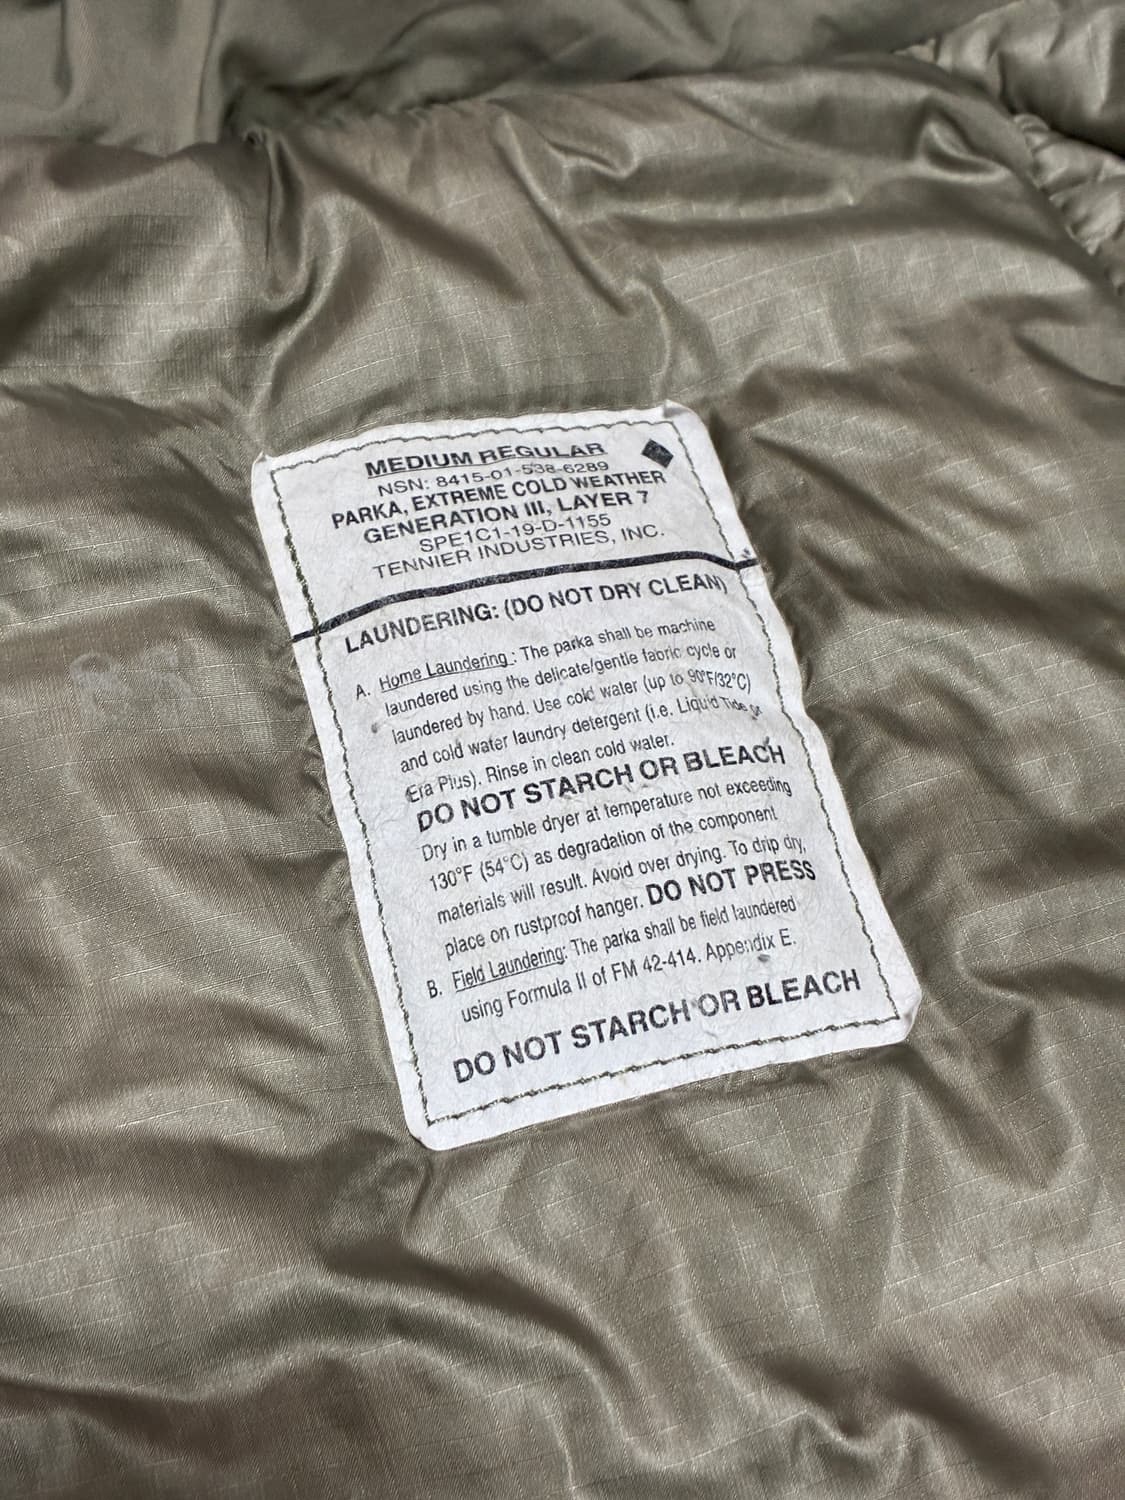 MEDIUM REGULAR
NSN: 8415-01-538-6289
PARKA, EXTREME COLD WEATHER
GENERATION III, LAYER 7
SPE1C1-19-D-1155
TENNIER INDUSTRIES, INC.
LAUNDERING: (DO NOT DRY CLEAN)
A. Home Laundering : The parka shall be machine
laundered using the delicate/gentle fabric cycle or
laundered by hand. Use cold water (up to 90°F/32°C)
and cold water laundry detergent (i.e. Liquid Tide or
Era Plus). Rinse in clean cold water.
DO NOT STARCH OR BLEACH
Dry in a tumble dryer at temperature not exceeding
130°F (54°C) as degradation of the component
materials will result. Avoid over drying. To drip dry,
place on rustproof hanger. DO NOT PRESS
B. Field Laundering: The parka shall be field laundered
using Formula II of FM 42-414. Appendix E.
DO NOT STARCH OR BLEACH